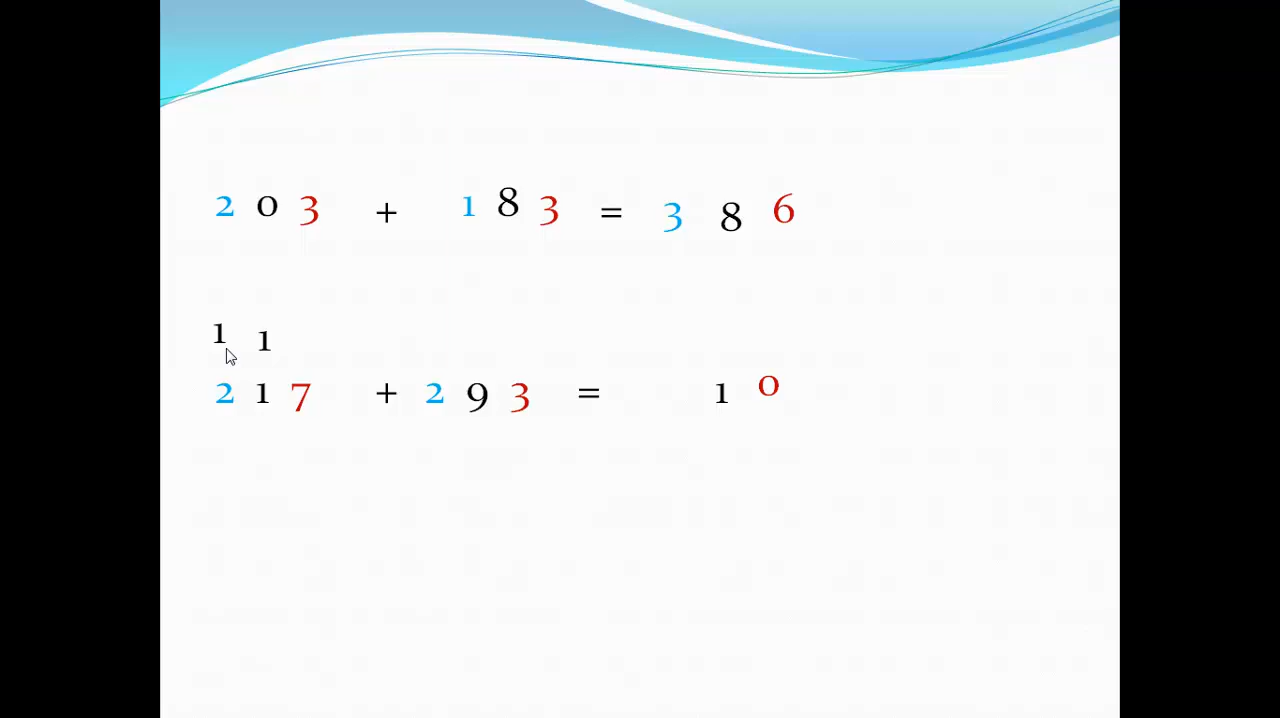 2 0 3 + 1 8 3 = 3 8 6
1 1
2 1 7 + 2 9 3 = 1 0